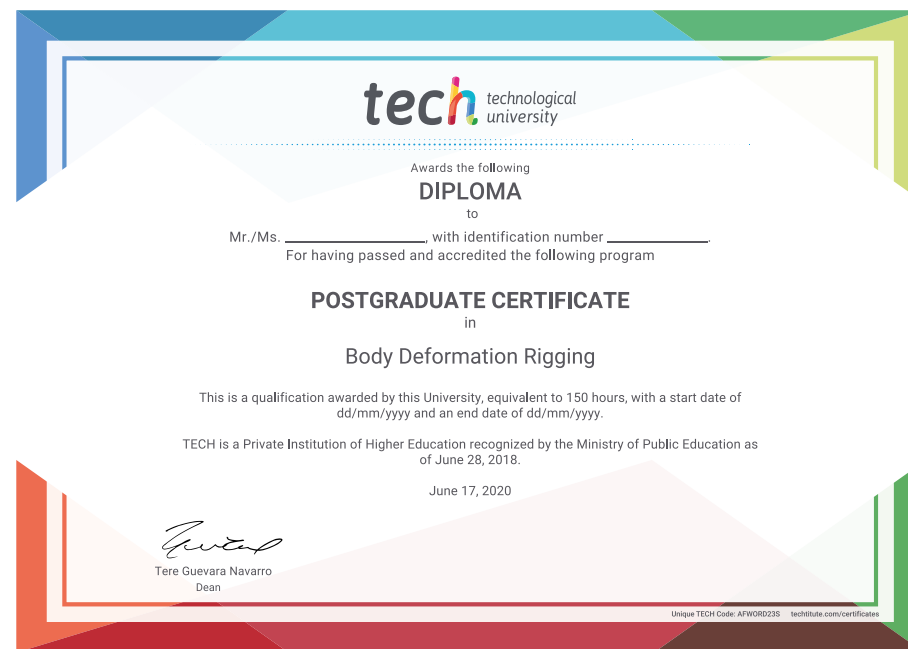 tech technological
university
Awards the following
DIPLOMA
to
Mr./Ms. ____________________, with identification number ______________.
For having passed and accredited the following program
POSTGRADUATE CERTIFICATE
in
Body Deformation Rigging
This is a qualification awarded by this University, equivalent to 150 hours, with a start date of
dd/mm/yyyy and an end date of dd/mm/yyyy.
TECH is a Private Institution of Higher Education recognized by the Ministry of Public Education as
of June 28, 2018.
June 17, 2020
Tere Guevara Navarro
Dean
Unique TECH Code: AFWORD23S techtitute.com/certificates